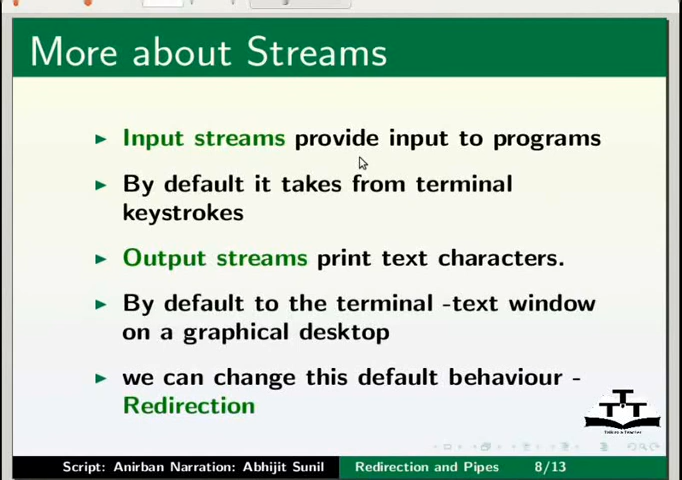 More about Streams
Input streams provide input to programs
By default it takes from terminal
keystrokes
Output streams print text characters.
By default to the terminal -text window
on a graphical desktop
we can change this default behaviour -
Redirection
TTT
Script: Anirban Narration: Abhijit Sunil Redirection and Pipes 8/13